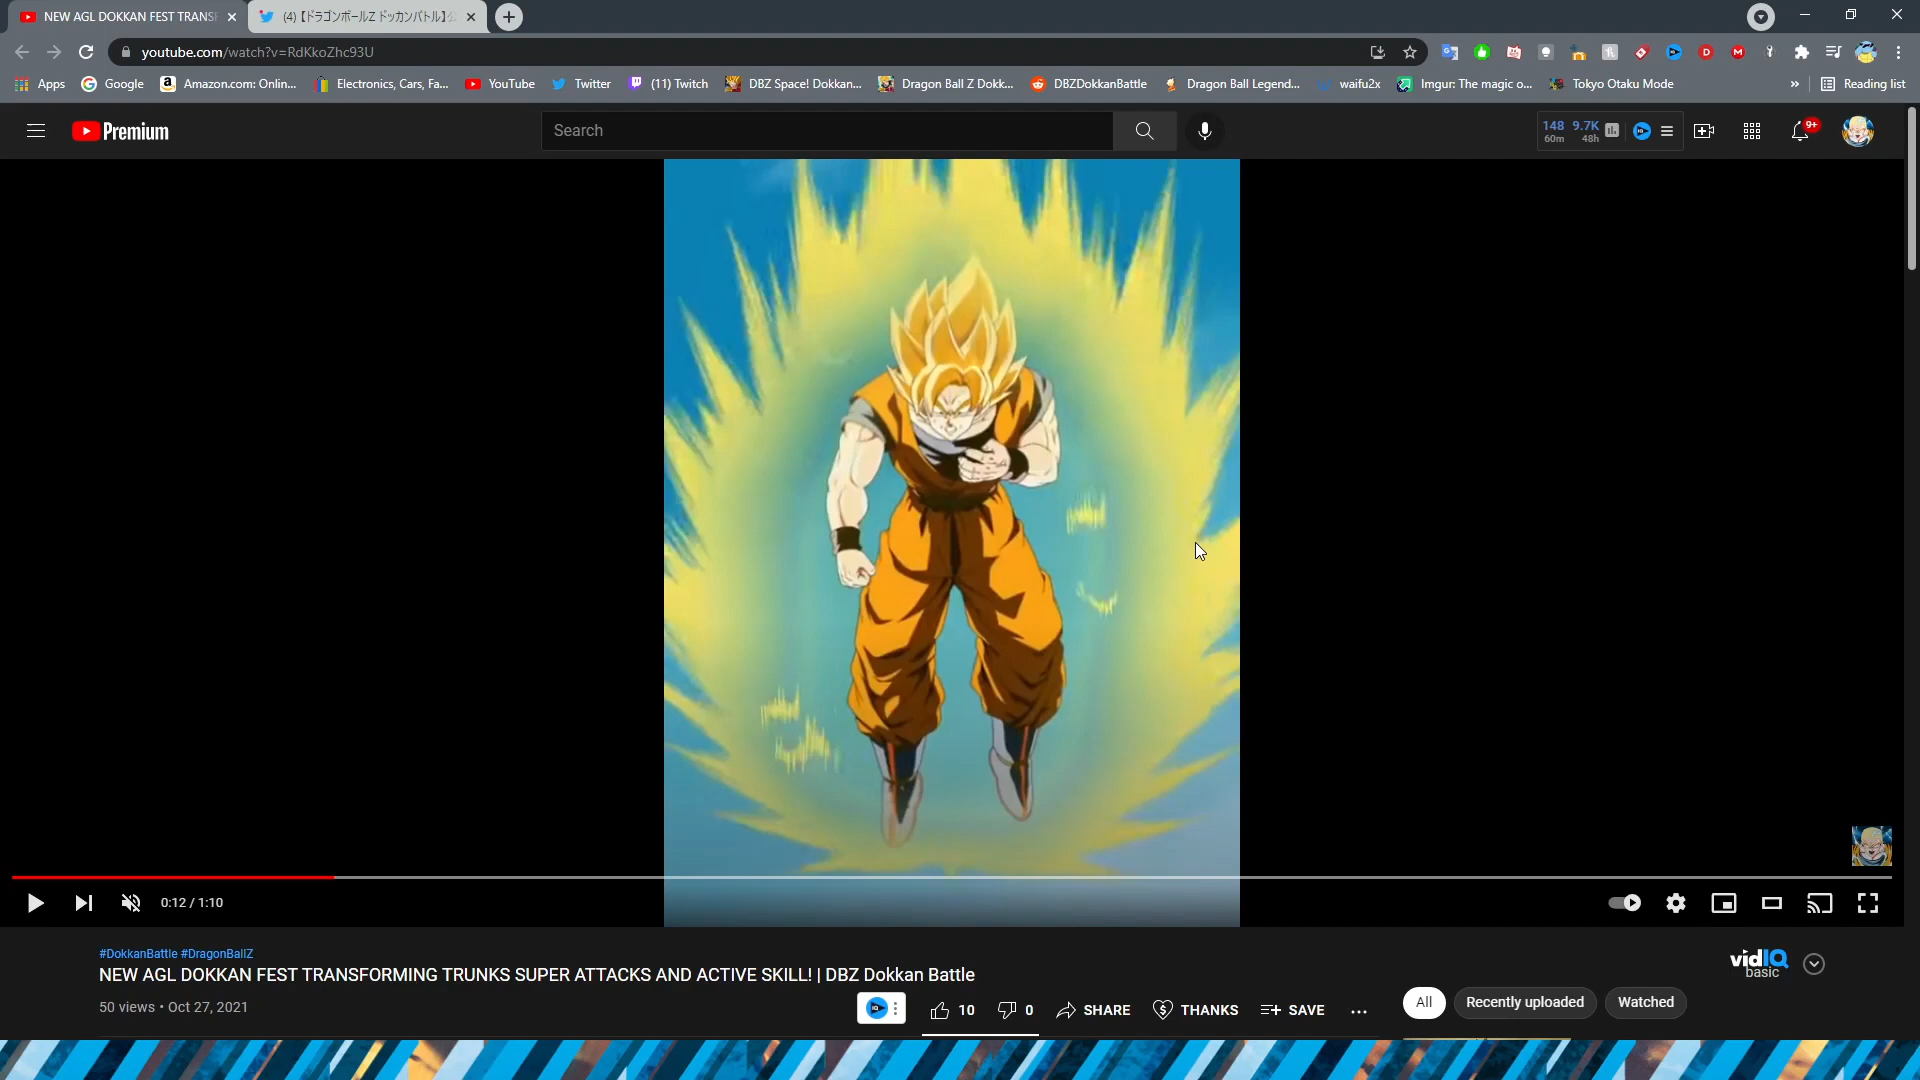 NEW AGL DOKKAN FEST TRANSF
(4)【ドラゴンボールZ ドッカンバトル】公
youtube.com/watch?v=RdKkoZhc93U
Apps
Google
Amazon.com: Onlin...
Electronics, Cars, Fa...
YouTube
Twitter
(11) Twitch
DBZ Space! Dokkan...
Dragon Ball Z Dokk...
DBZDokkanBattle
Dragon Ball Legend...
waifu2x
Imgur: The magic o...
Tokyo Otaku Mode
»
Reading list
Premium
Search
148 9.7K
60m 48h
9+
0:12 / 1:10
#DokkanBattle #DragonBallZ
NEW AGL DOKKAN FEST TRANSFORMING TRUNKS SUPER ATTACKS AND ACTIVE SKILL! | DBZ Dokkan Battle
50 views • Oct 27, 2021
10
0
SHARE
THANKS
SAVE
...
vidIQ
basic
All
Recently uploaded
Watched